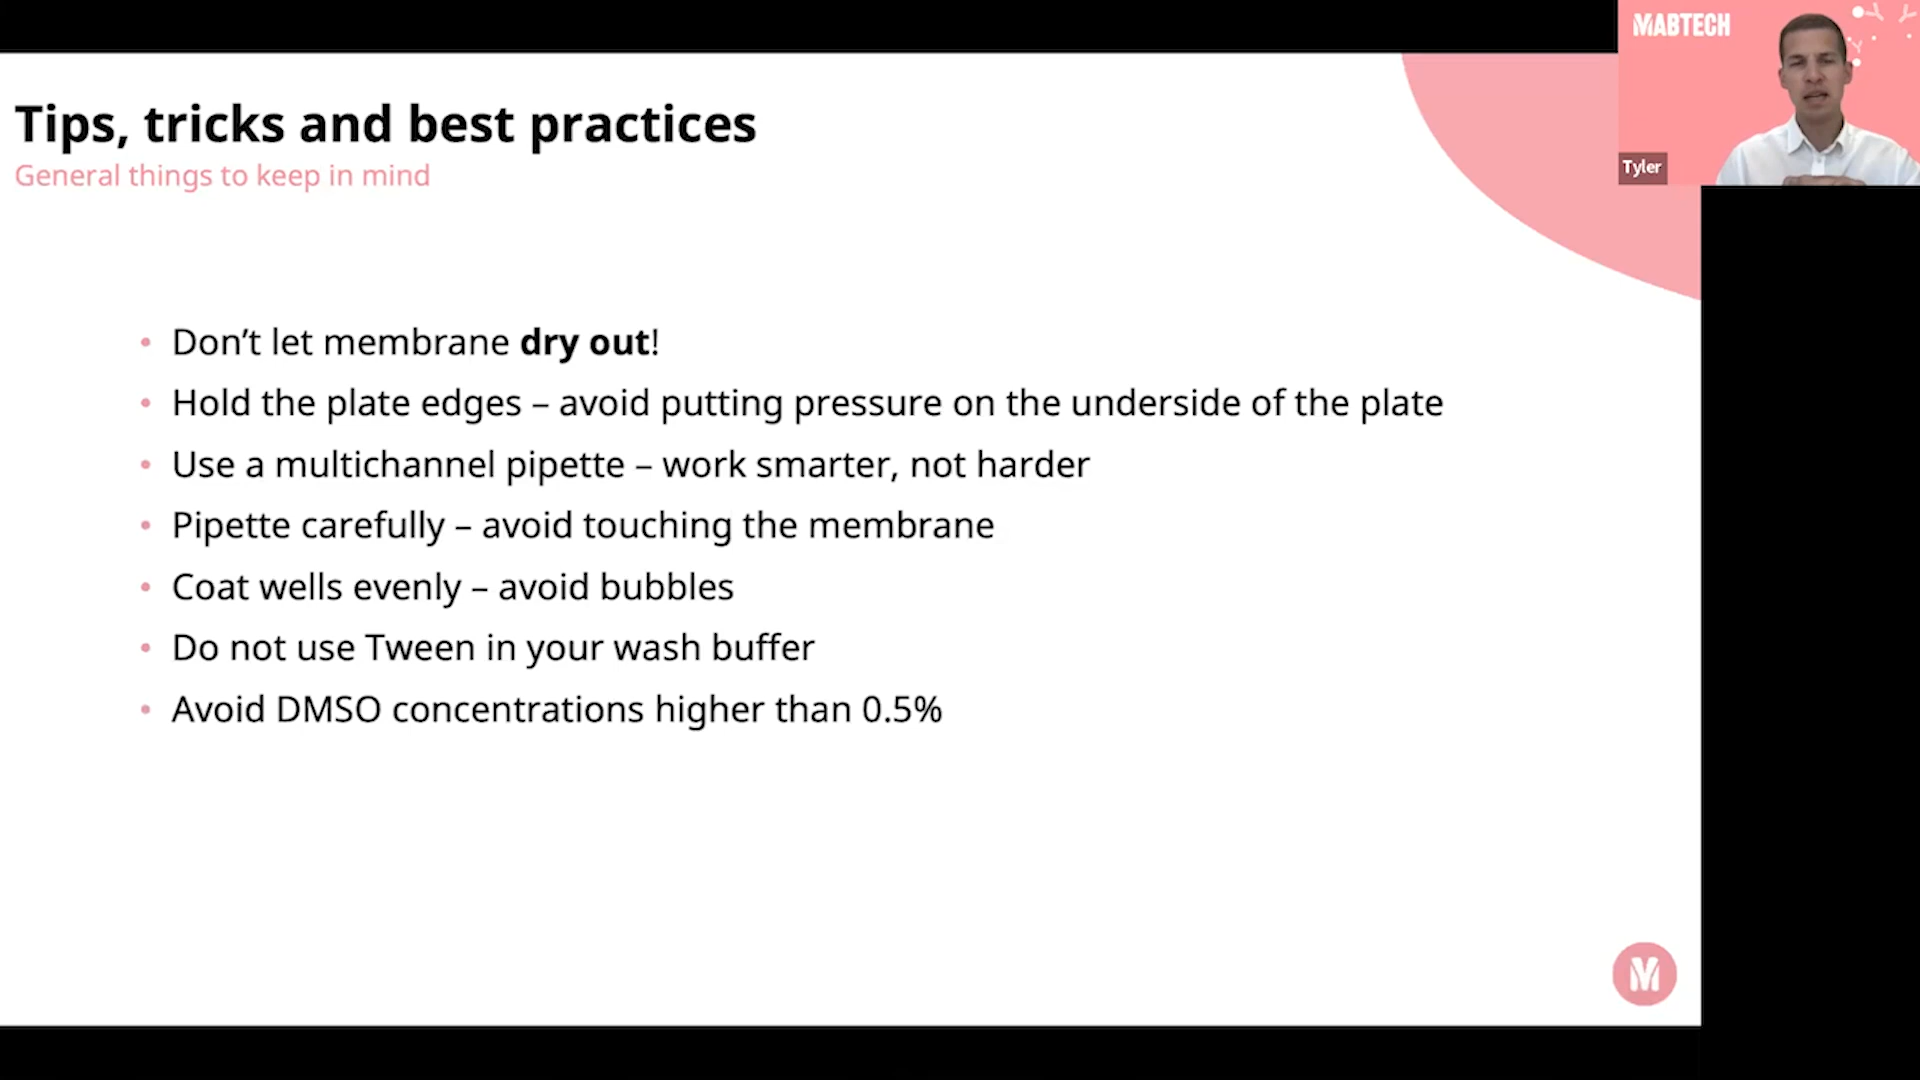 MABTECH
Tyler
Tips, tricks and best practices
General things to keep in mind
• Don’t let membrane dry out!
• Hold the plate edges – avoid putting pressure on the underside of the plate
• Use a multichannel pipette – work smarter, not harder
• Pipette carefully – avoid touching the membrane
• Coat wells evenly – avoid bubbles
• Do not use Tween in your wash buffer
• Avoid DMSO concentrations higher than 0.5%
M